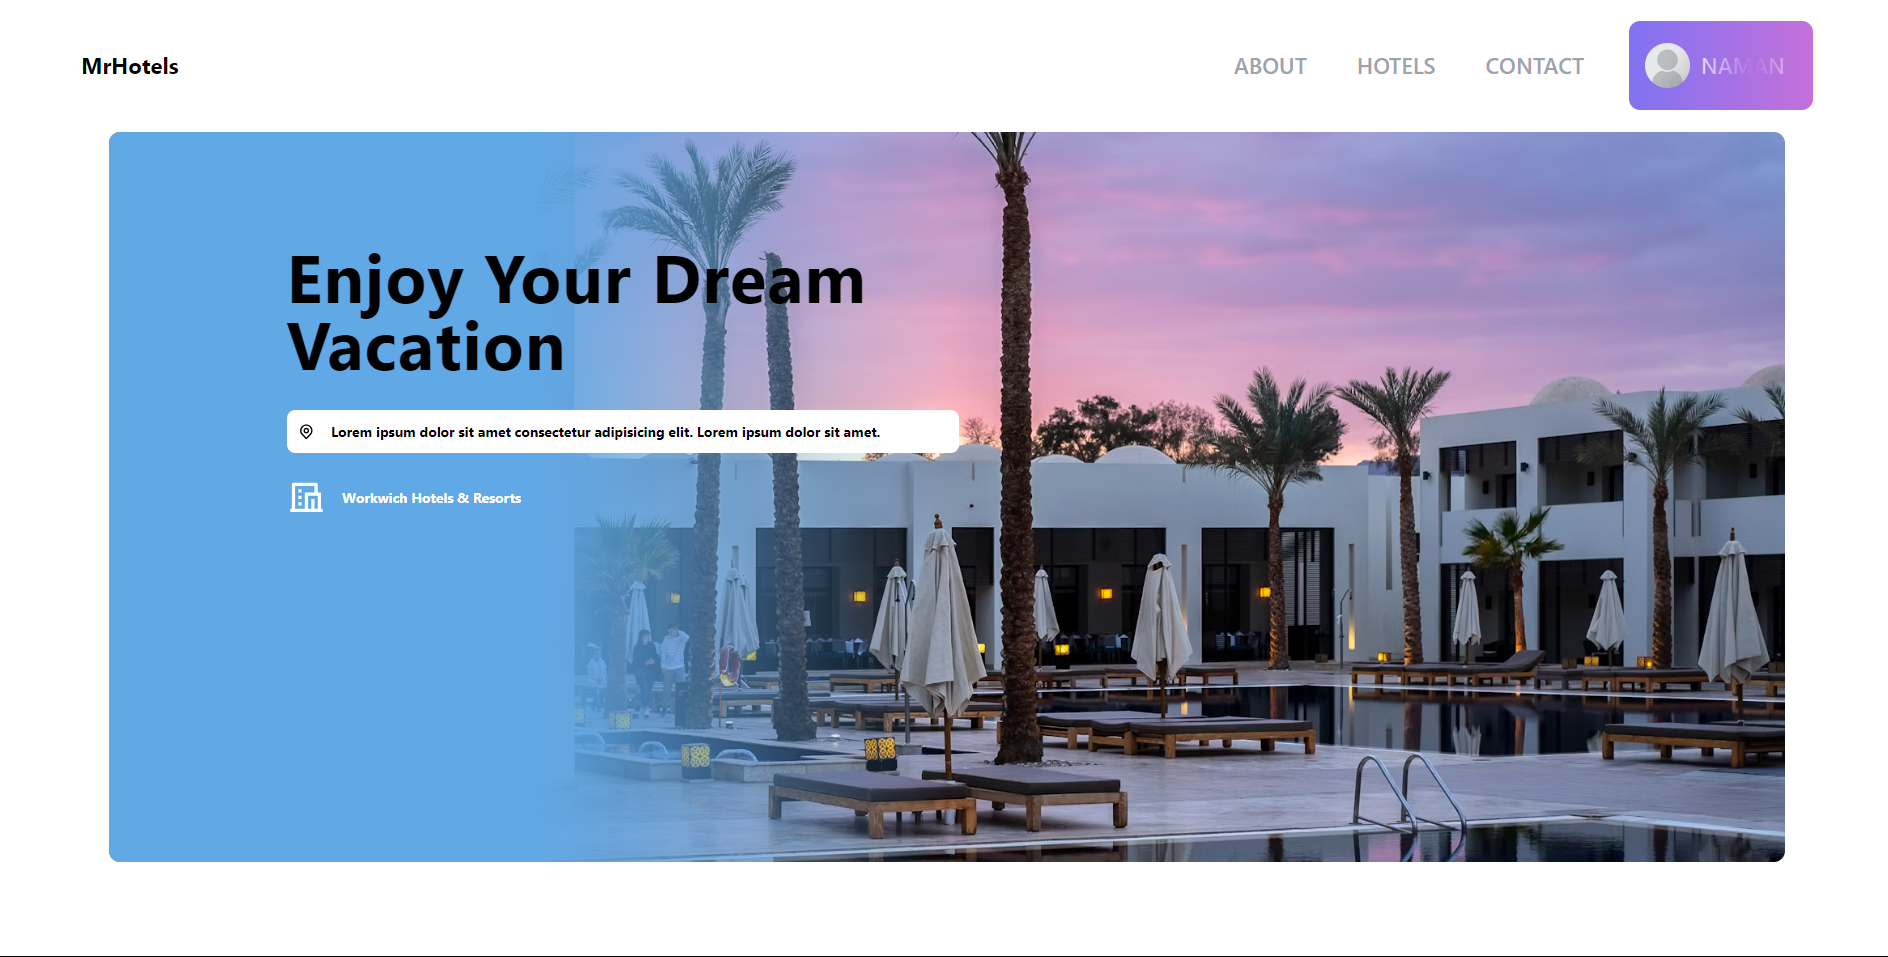 MrHotels
ABOUT
HOTELS
CONTACT
NAMAN
Enjoy Your Dream
Vacation
Lorem ipsum dolor sit amet consectetur adipisicing elit. Lorem ipsum dolor sit amet.
Workwich Hotels & Resorts